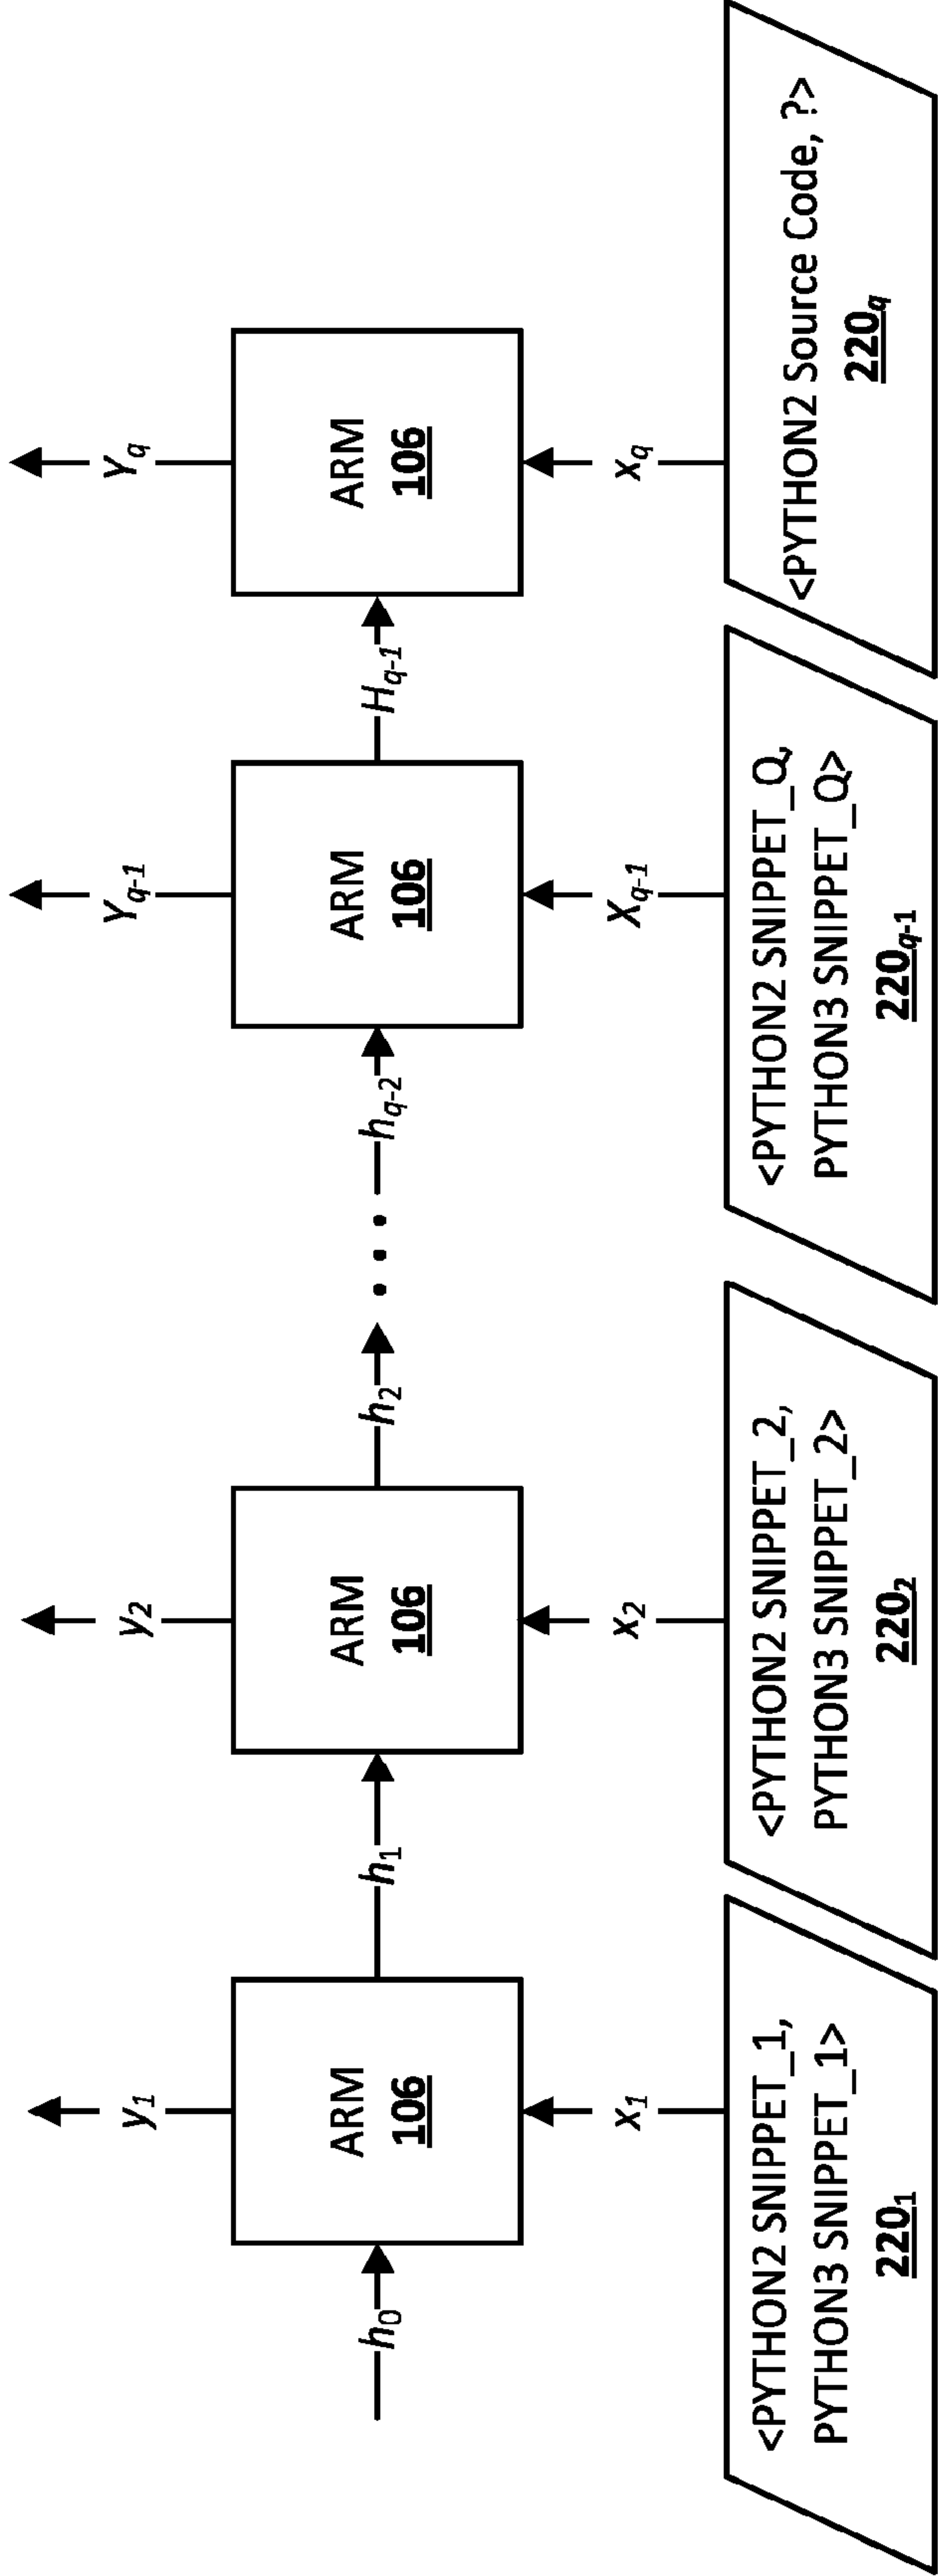 y1
y2
Yq-1
Yq
h0
ARM
106
h1
ARM
106
h2
hq-2
ARM
106
Hq-1
ARM
106
x1
x2
Xq-1
xq
<PYTHON2 SNIPPET_1,
PYTHON3 SNIPPET_1>
2201
<PYTHON2 SNIPPET_2,
PYTHON3 SNIPPET_2>
2202
<PYTHON2 SNIPPET_Q,
PYTHON3 SNIPPET_Q>
220q-1
<PYTHON2 Source Code, ?>
220q